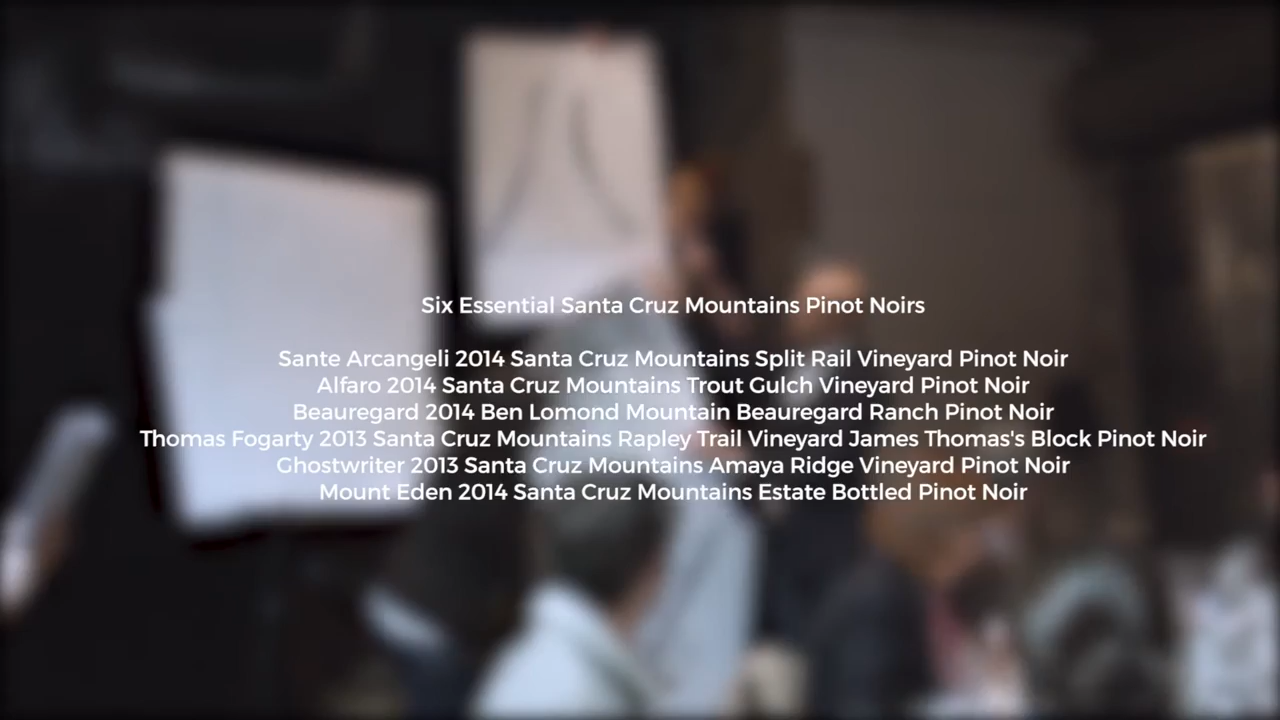 Six Essential Santa Cruz Mountains Pinot Noirs
Sante Arcangeli 2014 Santa Cruz Mountains Split Rail Vineyard Pinot Noir
Alfaro 2014 Santa Cruz Mountains Trout Gulch Vineyard Pinot Noir
Beauregard 2014 Ben Lomond Mountain Beauregard Ranch Pinot Noir
Thomas Fogarty 2013 Santa Cruz Mountains Rapley Trail Vineyard James Thomas's Block Pinot Noir
Ghostwriter 2013 Santa Cruz Mountains Amaya Ridge Vineyard Pinot Noir
Mount Eden 2014 Santa Cruz Mountains Estate Bottled Pinot Noir